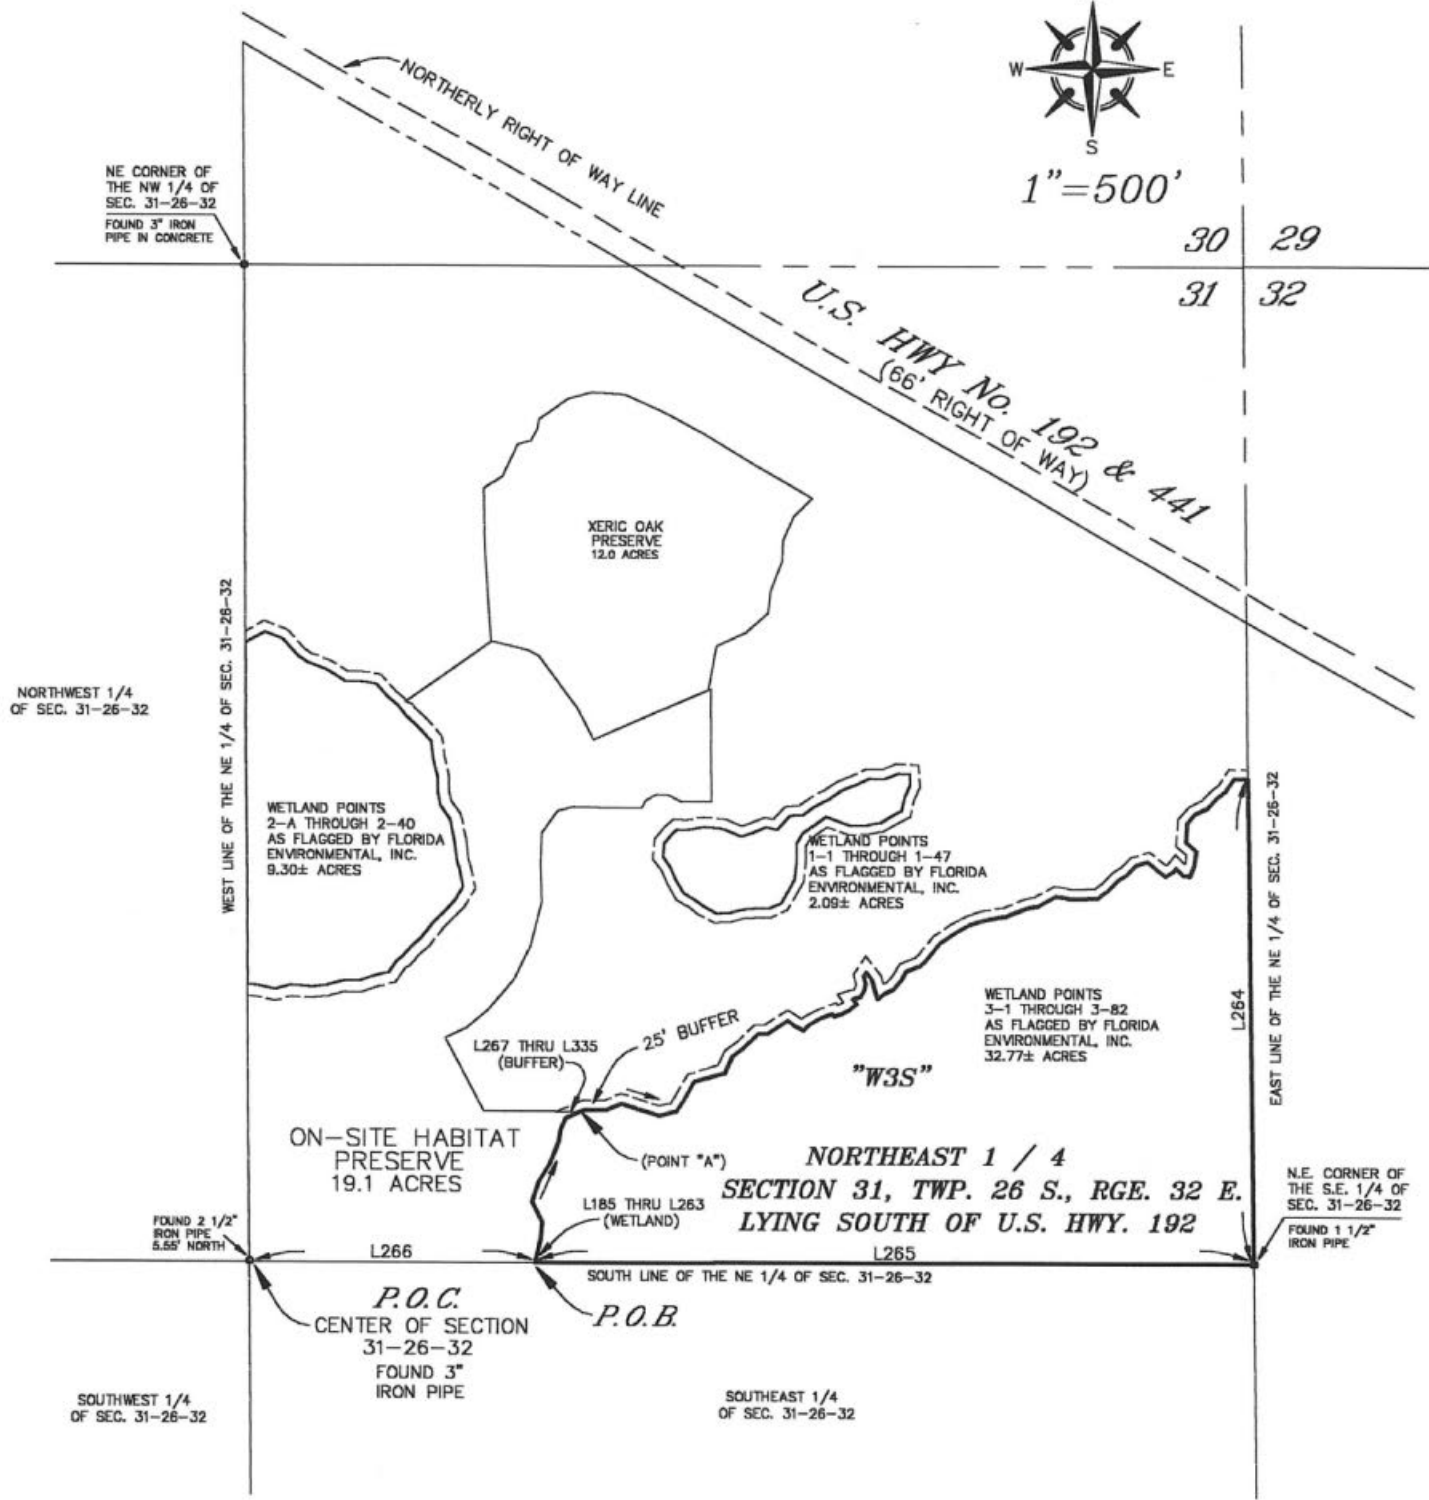 W E
S
1"=500'
NORTHERLY RIGHT OF WAY LINE
NE CORNER OF
THE NW 1/4 OF
SEC. 31-26-32
FOUND 3" IRON
PIPE IN CONCRETE
30 29
31 32
U.S. HWY No. 192 & 441
(66' RIGHT OF WAY)
XERIC OAK
PRESERVE
12.0 ACRES
WEST LINE OF THE NE 1/4 OF SEC. 31-26-32
NORTHWEST 1/4
OF SEC. 31-26-32
WETLAND POINTS
2-A THROUGH 2-40
AS FLAGGED BY FLORIDA
ENVIRONMENTAL, INC.
9.30± ACRES
WETLAND POINTS
1-1 THROUGH 1-47
AS FLAGGED BY FLORIDA
ENVIRONMENTAL, INC.
2.09± ACRES
EAST LINE OF THE NE 1/4 OF SEC. 31-26-32
L264
WETLAND POINTS
3-1 THROUGH 3-82
AS FLAGGED BY FLORIDA
ENVIRONMENTAL, INC.
32.77± ACRES
25' BUFFER
L267 THRU L335
(BUFFER)
"W3S"
ON-SITE HABITAT
PRESERVE
19.1 ACRES
(POINT "A")
NORTHEAST 1 / 4
SECTION 31, TWP. 26 S., RGE. 32 E.
LYING SOUTH OF U.S. HWY. 192
L185 THRU L263
(WETLAND)
N.E. CORNER OF
THE S.E. 1/4 OF
SEC. 31-26-32
FOUND 1 1/2"
IRON PIPE
FOUND 2 1/2"
IRON PIPE
5.55' NORTH
L266
L265
SOUTH LINE OF THE NE 1/4 OF SEC. 31-26-32
P.O.C.
CENTER OF SECTION
31-26-32
FOUND 3"
IRON PIPE
P.O.B.
SOUTHWEST 1/4
OF SEC. 31-26-32
SOUTHEAST 1/4
OF SEC. 31-26-32